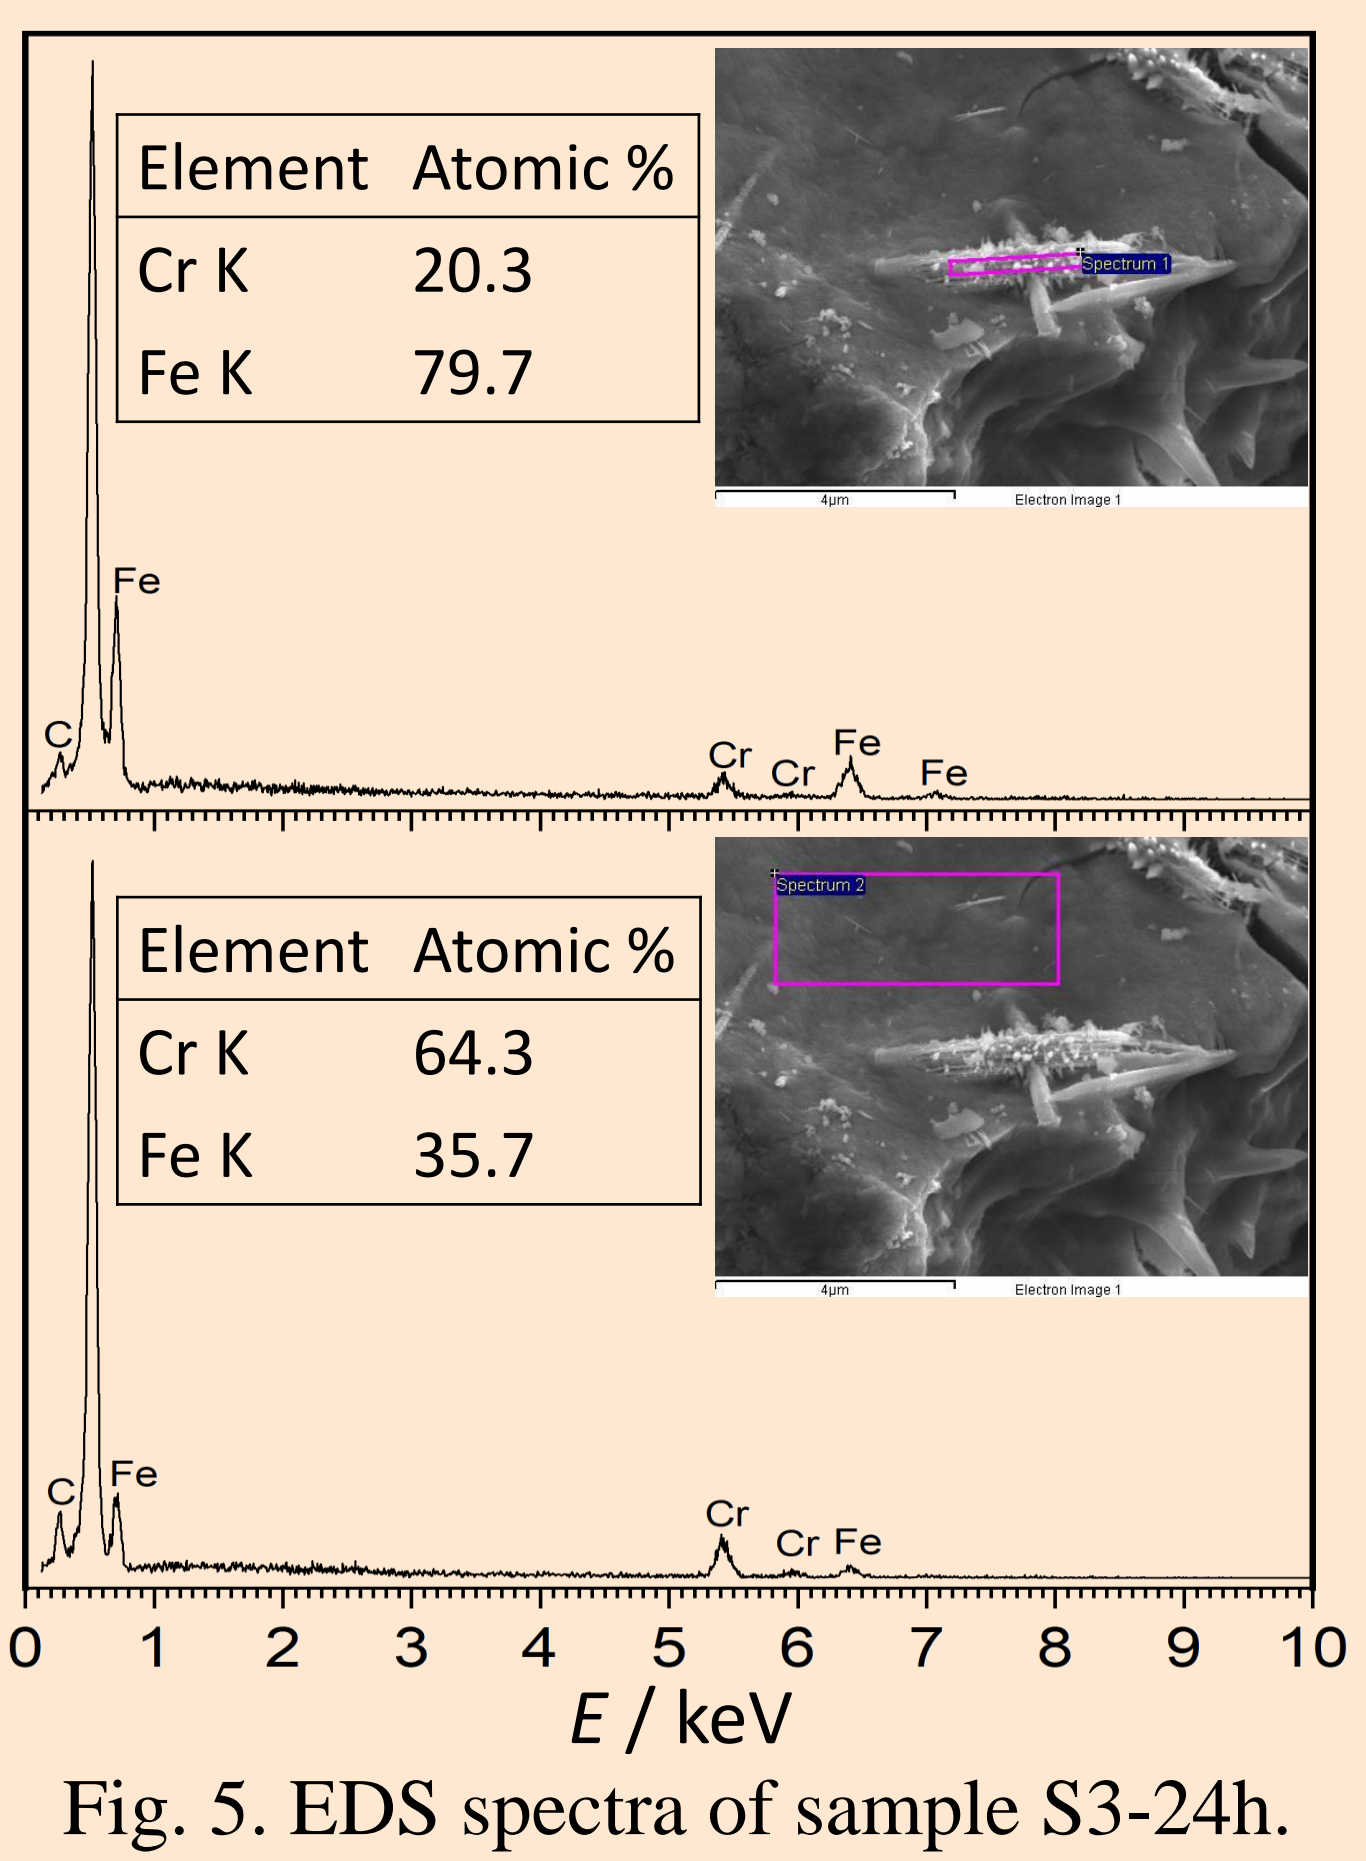 Element Atomic %
Cr K 20.3
Fe K 79.7
Spectrum 1
4µm Electron Image 1
Fe
C
Cr Cr Fe Fe
Spectrum 2
Element Atomic %
Cr K 64.3
Fe K 35.7
4µm Electron Image 1
C Fe
Cr Cr Fe
0 1 2 3 4 5 6 7 8 9 10
E / keV
Fig. 5. EDS spectra of sample S3-24h.